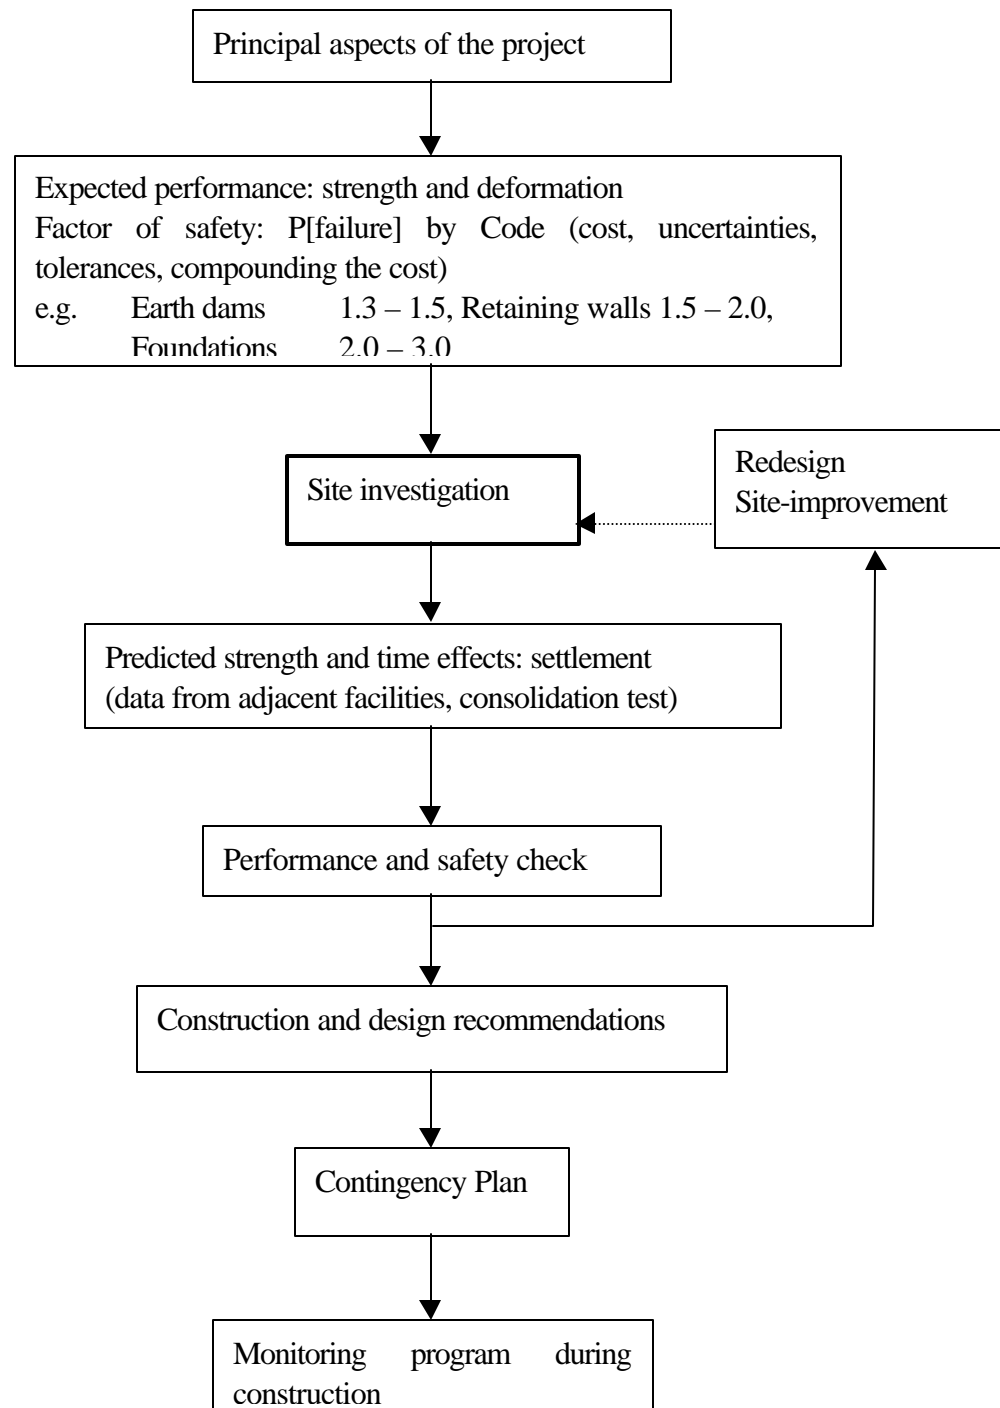 Principal aspects of the project
Expected performance: strength and deformation
Factor of safety: P[failure] by Code (cost, uncertainties,
tolerances, compounding the cost)
e.g. Earth dams 1.3 – 1.5, Retaining walls 1.5 – 2.0,
Foundations 2.0 – 3.0
Site investigation
Redesign
Site-improvement
Predicted strength and time effects: settlement
(data from adjacent facilities, consolidation test)
Performance and safety check
Construction and design recommendations
Contingency Plan
Monitoring program during
construction